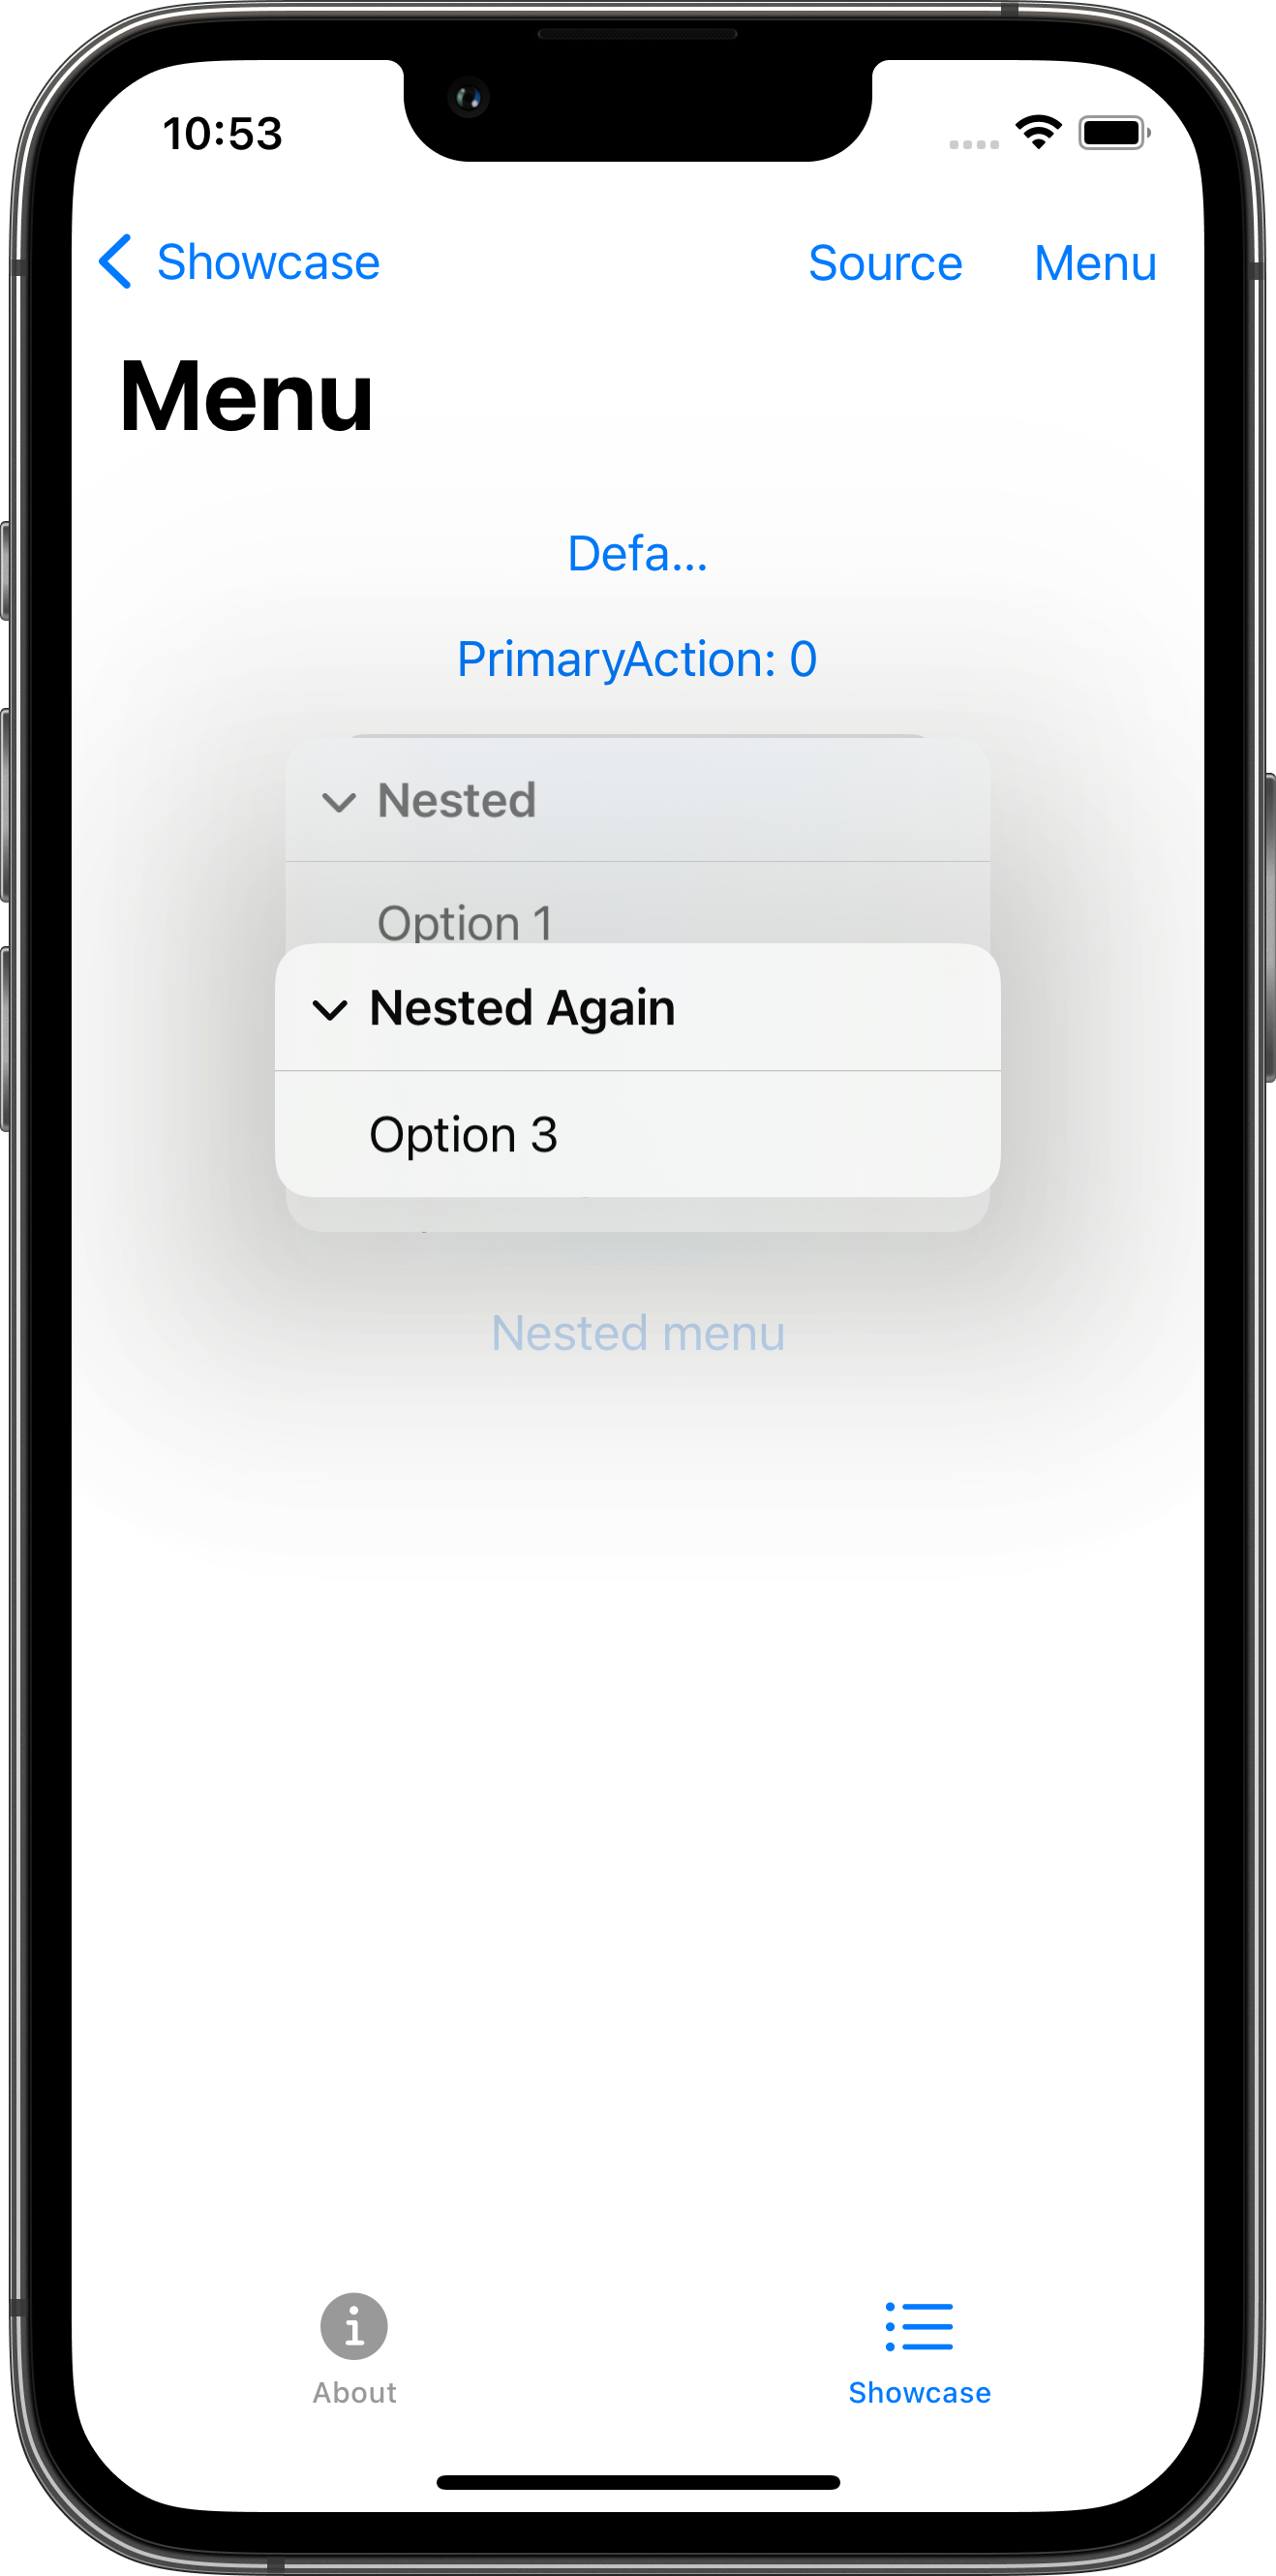 10:53
Showcase
Source
Menu
Menu
Defa...
PrimaryAction: 0
Nested
Option 1
Nested Again
Option 3
Nested menu
About
Showcase